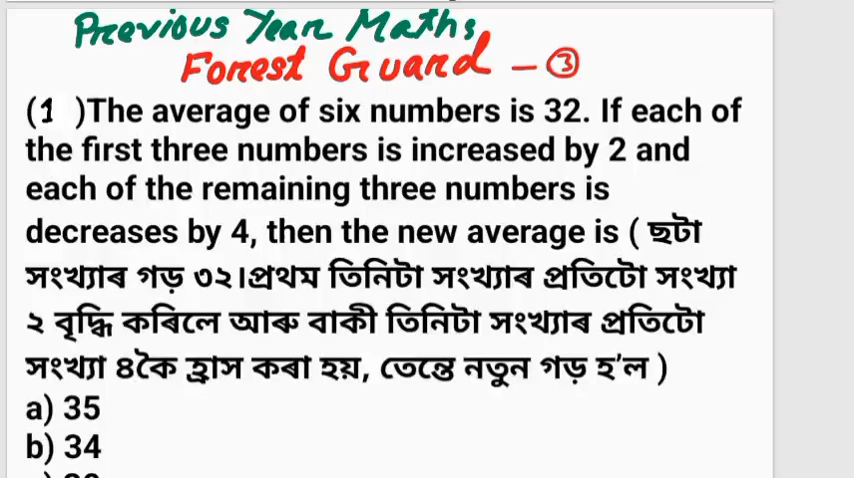 Previous Year Maths
Forest Guard - ③
(1 )The average of six numbers is 32. If each of
the first three numbers is increased by 2 and
each of the remaining three numbers is
decreases by 4, then the new average is ( ছটা
সংখ্যাৰ গড় ৩২।প্ৰথম তিনিটা সংখ্যাৰ প্ৰতিটো সংখ্যা
২ বৃদ্ধি কৰিলে আৰু বাকী তিনিটা সংখ্যাৰ প্ৰতিটো
সংখ্যা ৪কৈ হ্ৰাস কৰা হয়, তেন্তে নতুন গড় হ'ল )
a) 35
b) 34